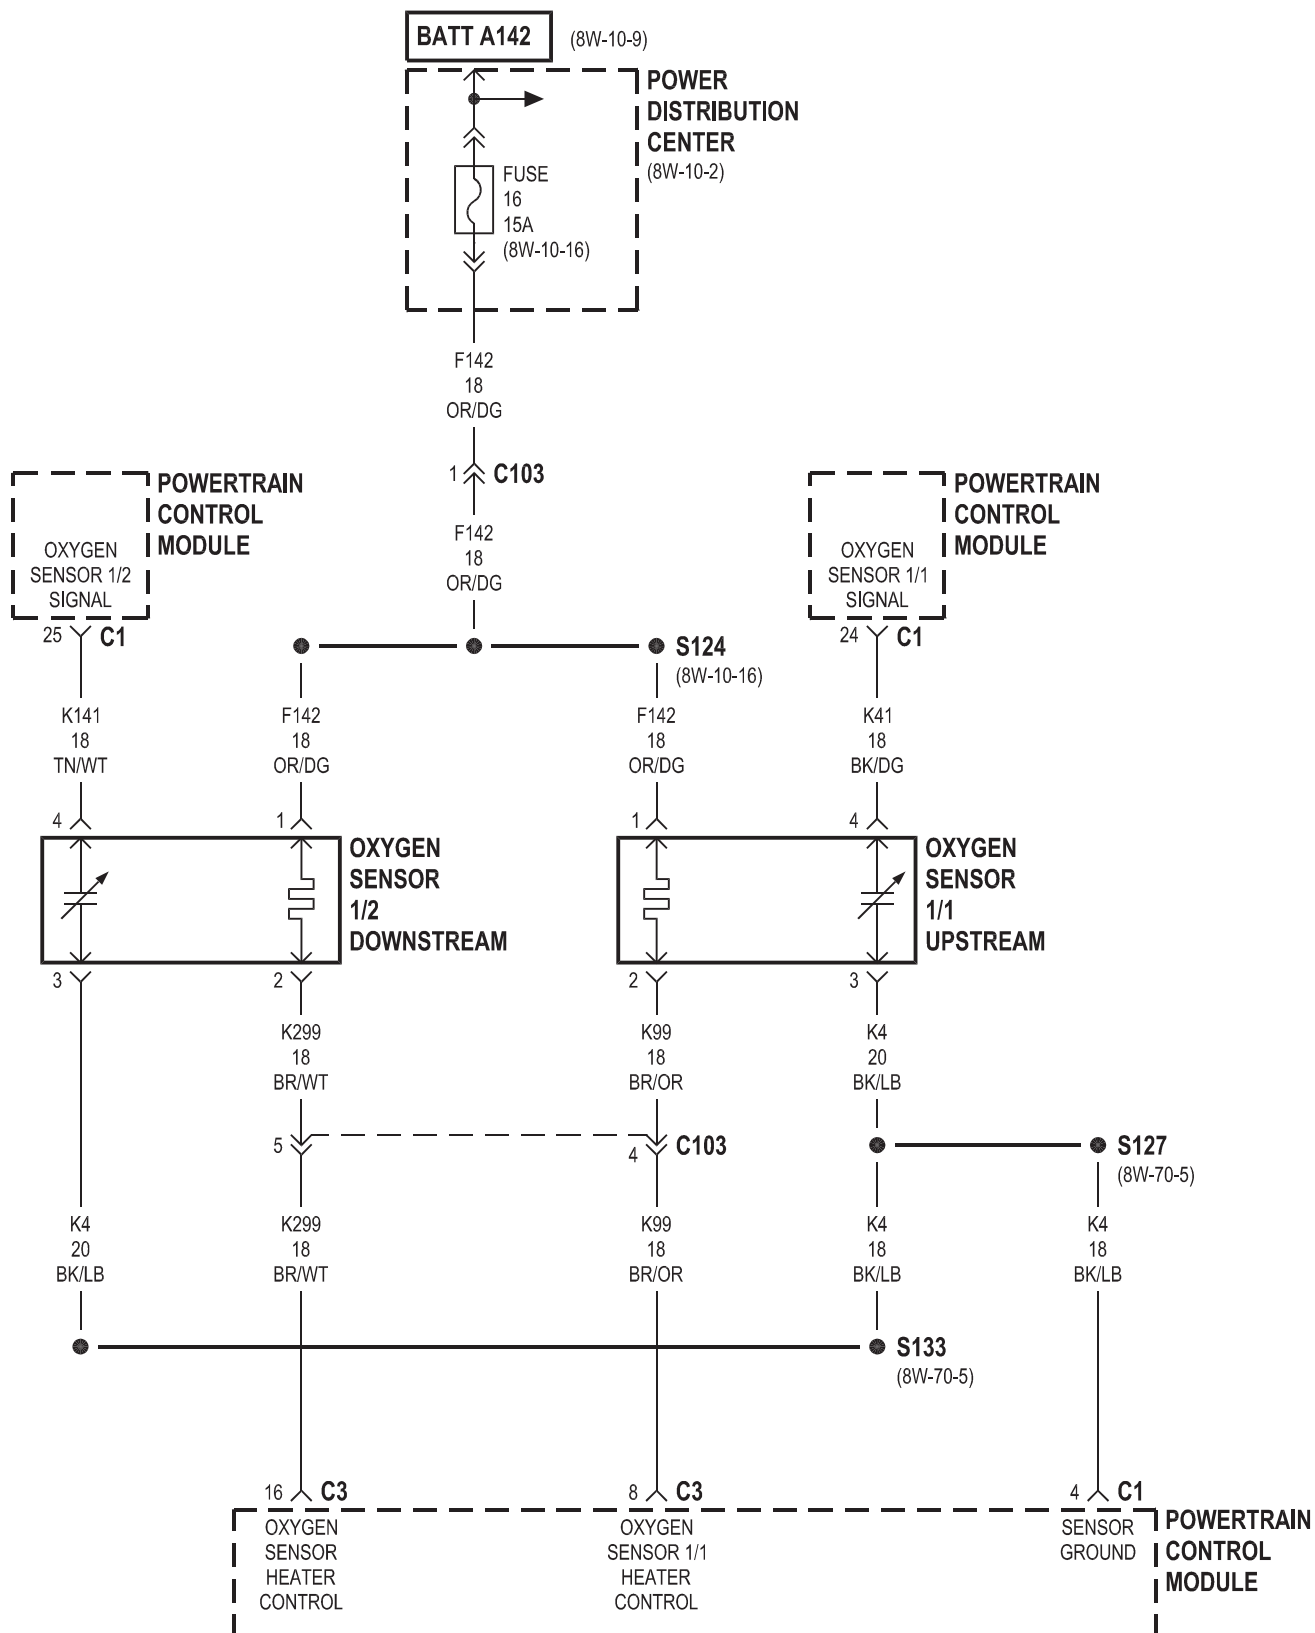 BATT A142 (8W-10-9)
POWER
DISTRIBUTION
CENTER
(8W-10-2)
FUSE
16
15A
(8W-10-16)
F142
18
OR/DG
1 C103
F142
18
OR/DG
POWERTRAIN
CONTROL
MODULE
OXYGEN
SENSOR 1/2
SIGNAL
25 C1
POWERTRAIN
CONTROL
MODULE
OXYGEN
SENSOR 1/1
SIGNAL
24 C1
S124
(8W-10-16)
K141
18
TN/WT
F142
18
OR/DG
F142
18
OR/DG
K41
18
BK/DG
4 1 1 4
OXYGEN
SENSOR
1/2
DOWNSTREAM
OXYGEN
SENSOR
1/1
UPSTREAM
3 2 2 3
K299
18
BR/WT
K99
18
BR/OR
K4
20
BK/LB
5 4 C103
S127
(8W-70-5)
K4
20
BK/LB
K299
18
BR/WT
K99
18
BR/OR
K4
18
BK/LB
K4
18
BK/LB
S133
(8W-70-5)
16 C3 8 C3 4 C1
OXYGEN
SENSOR
HEATER
CONTROL
OXYGEN
SENSOR 1/1
HEATER
CONTROL
SENSOR
GROUND
POWERTRAIN
CONTROL
MODULE